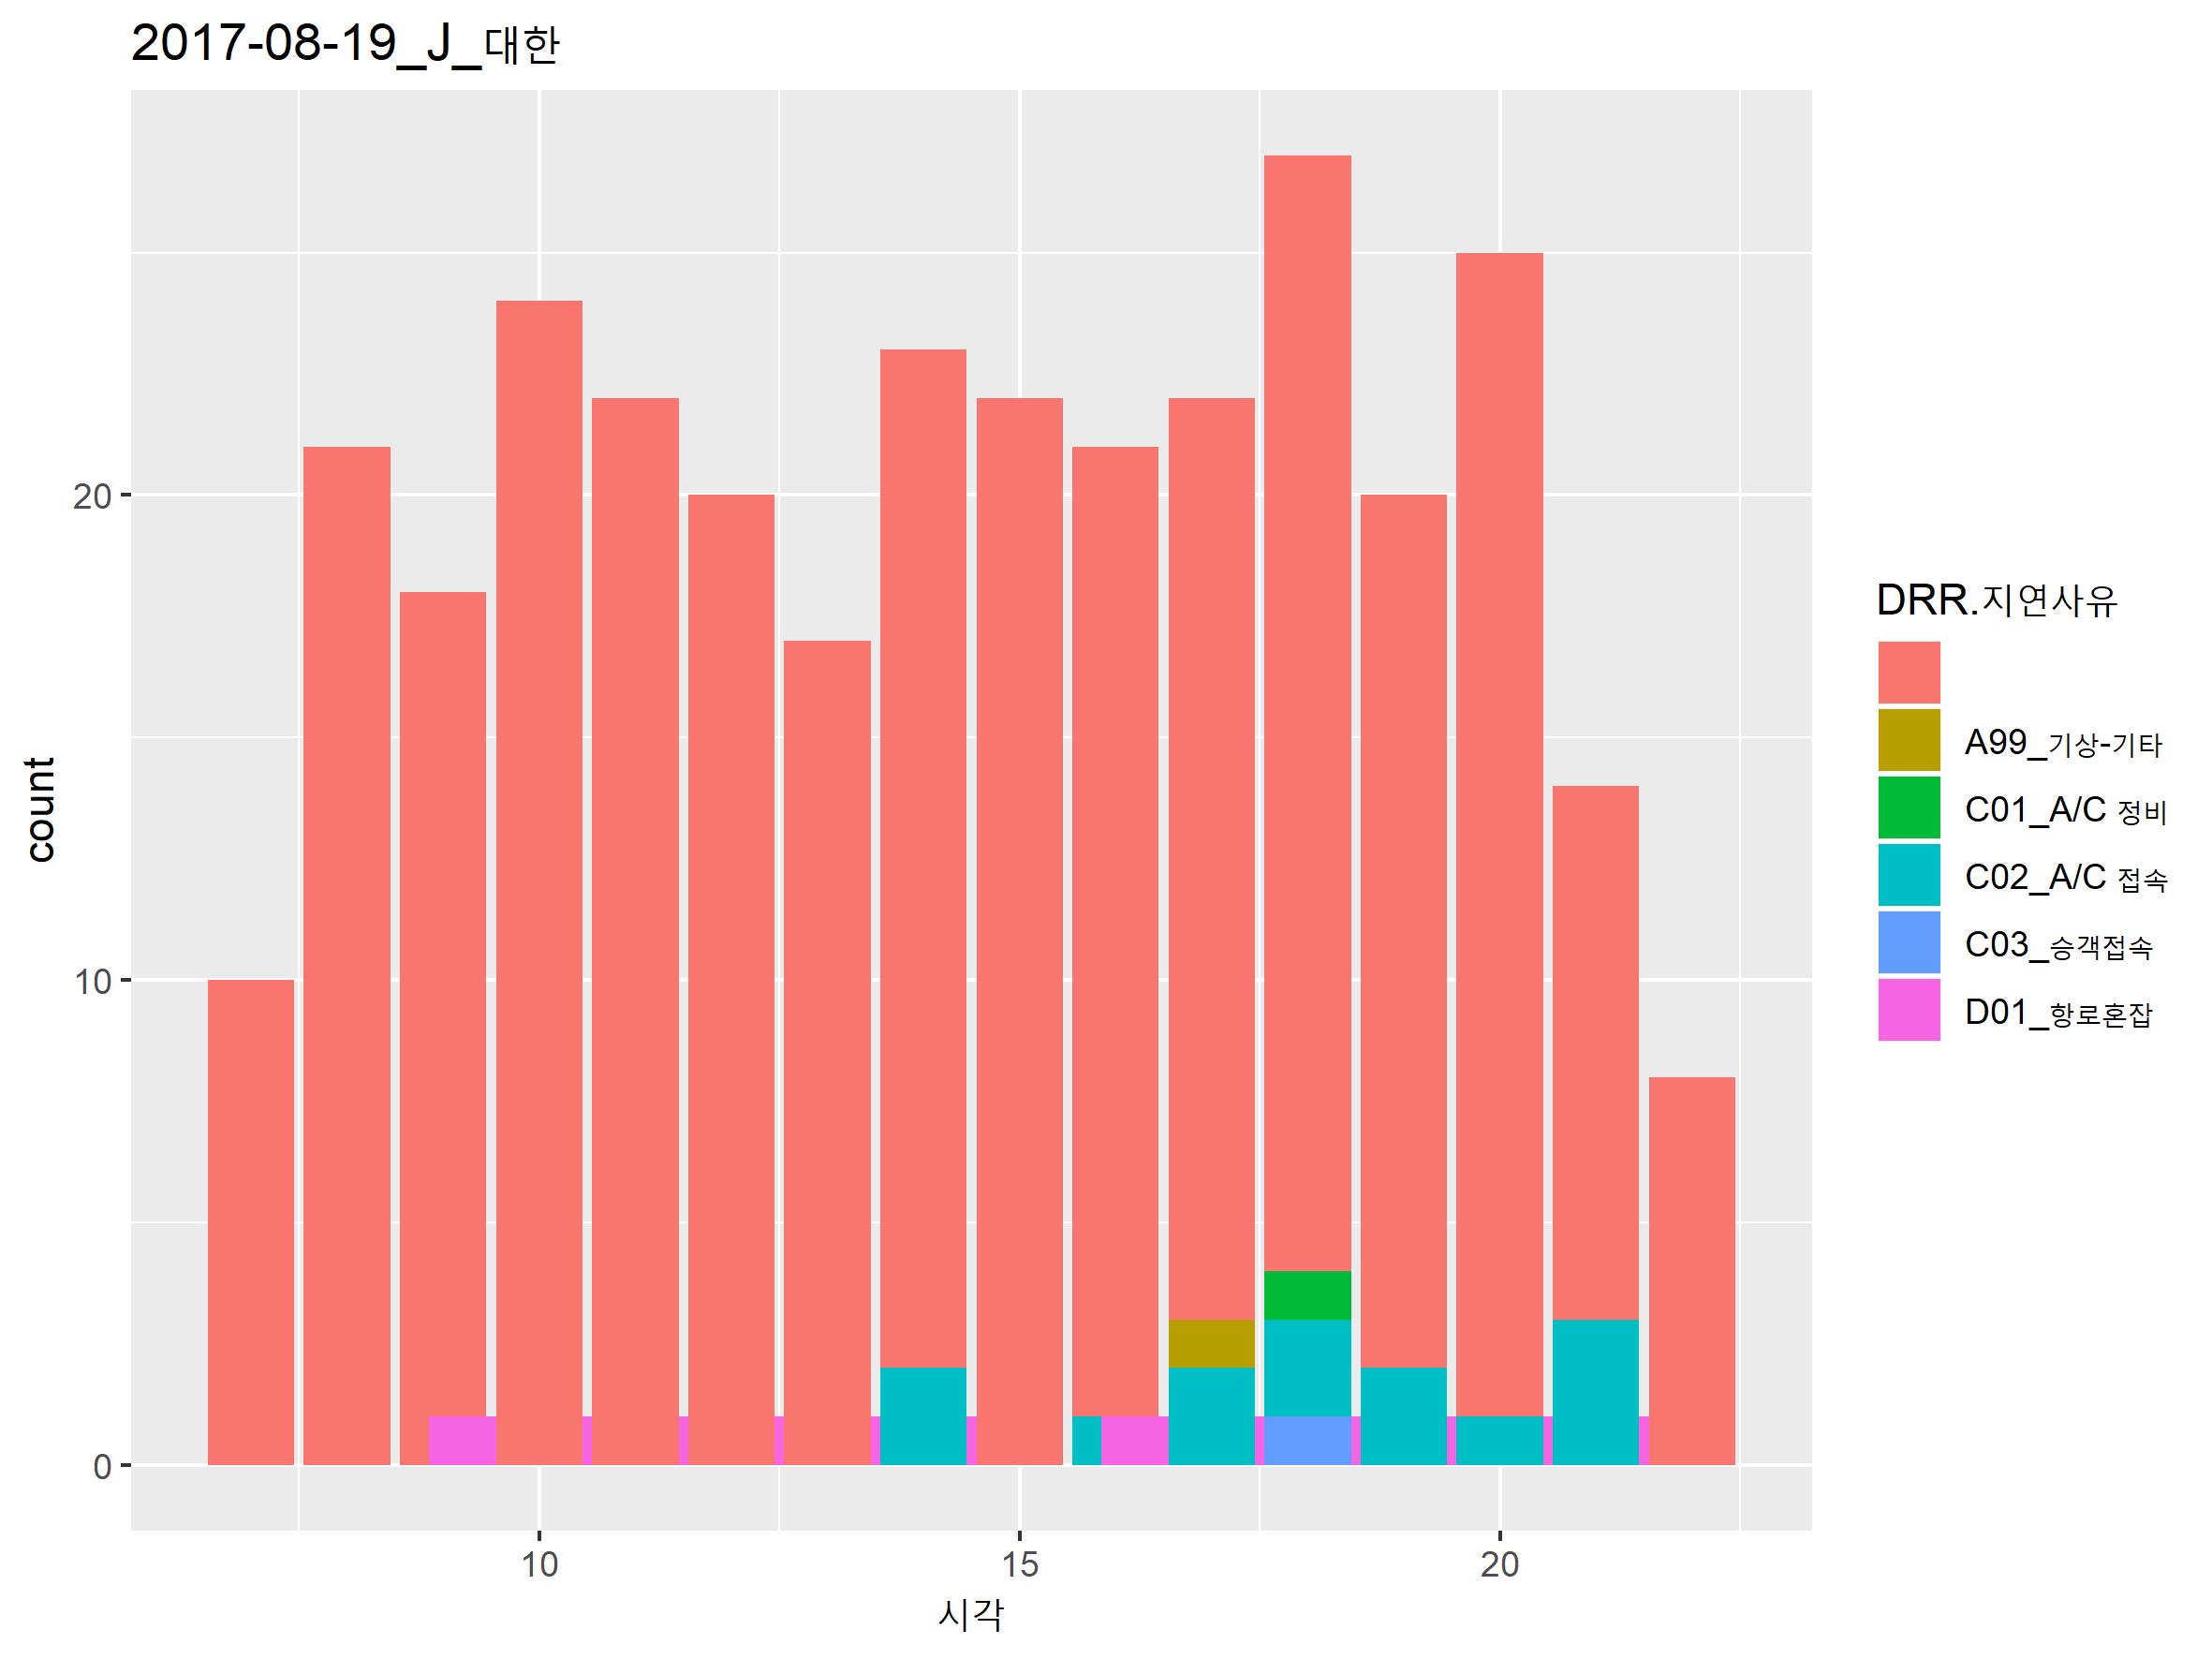 2017-08-19_J_대한
count
20
10
0
10
15
20
시각
DRR.지연사유
A99_기상-기타
C01_A/C 정비
C02_A/C 접속
C03_승객접속
D01_항로혼잡